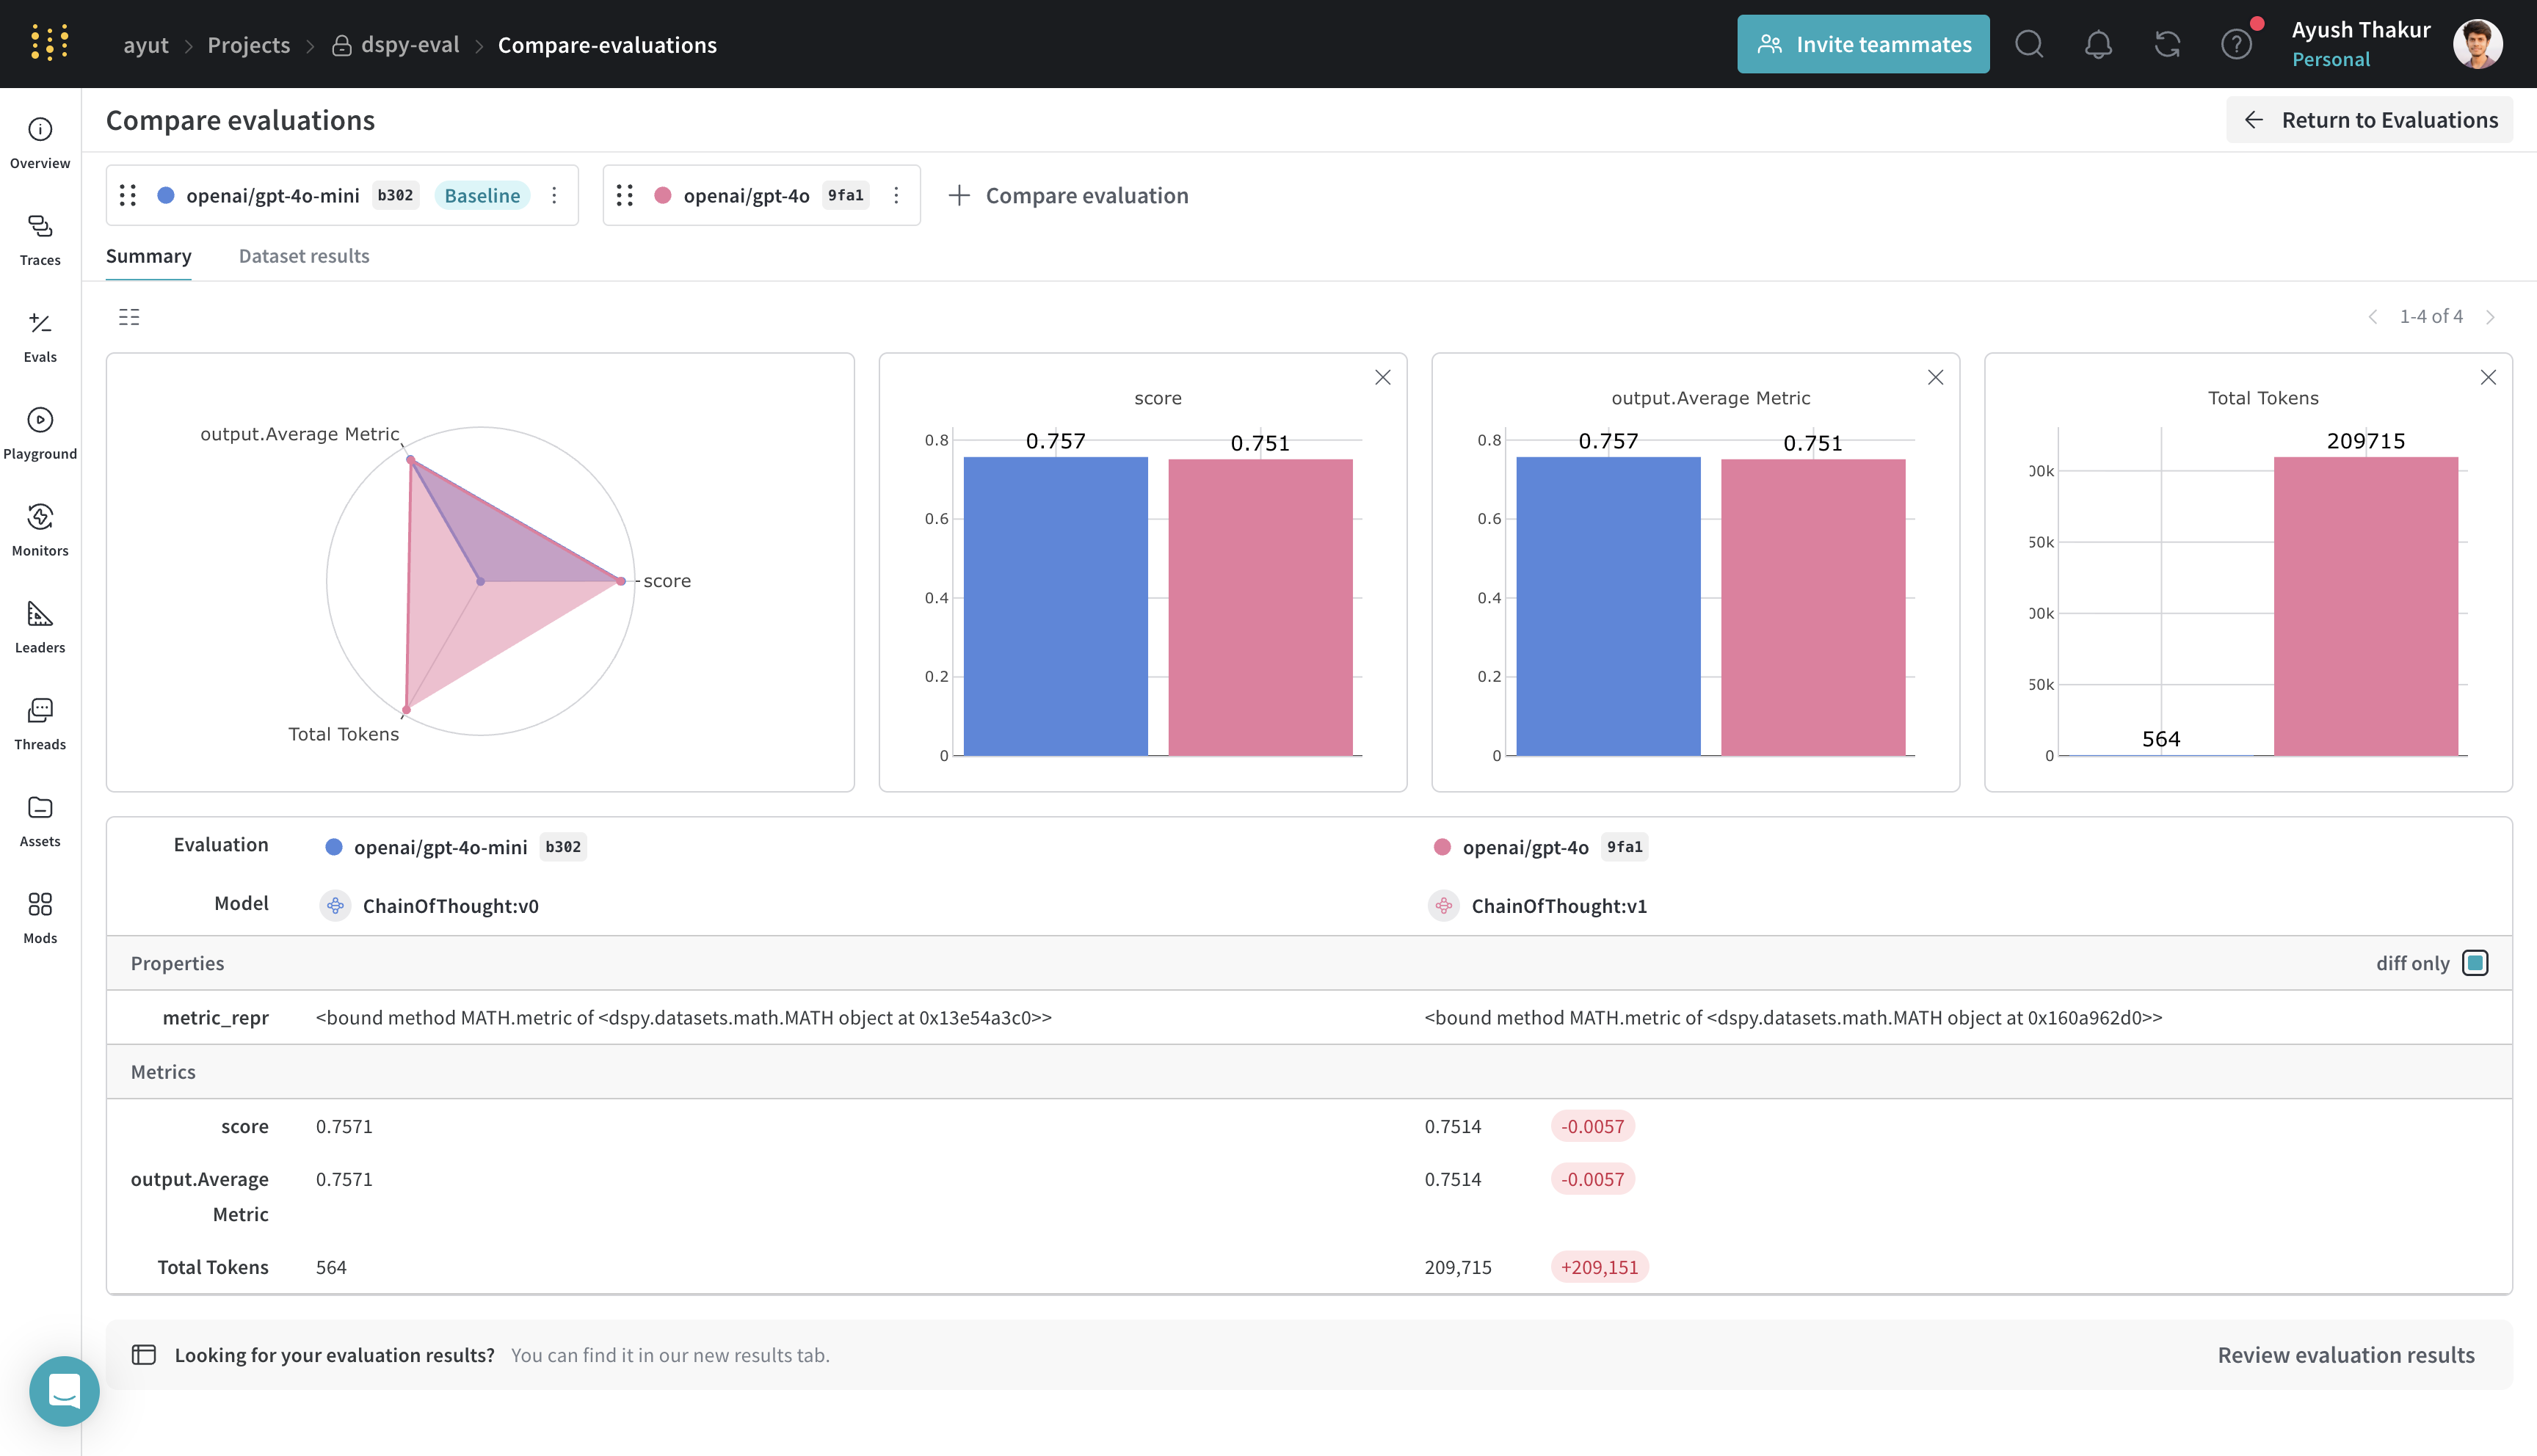 ayut > Projects > dspy-eval > Compare-evaluations
Invite teammates
Ayush Thakur
Personal
Overview
Traces
Evals
Playground
Monitors
Leaders
Threads
Assets
Mods
Compare evaluations
Return to Evaluations
openai/gpt-4o-mini b302 Baseline
openai/gpt-4o 9fa1
Compare evaluation
Summary
Dataset results
1-4 of 4
output.Average Metric
score
Total Tokens
score
0.8
0.6
0.4
0.2
0
0.757
0.751
output.Average Metric
0.8
0.6
0.4
0.2
0
0.757
0.751
Total Tokens
00k
50k
00k
50k
0
564
209715
Evaluation openai/gpt-4o-mini b302 openai/gpt-4o 9fa1
Model ChainOfThought:v0 ChainOfThought:v1
Properties diff only
metric_repr <bound method MATH.metric of <dspy.datasets.math.MATH object at 0x13e54a3c0>> <bound method MATH.metric of <dspy.datasets.math.MATH object at 0x160a962d0>>
Metrics
score 0.7571 0.7514 -0.0057
output.Average 0.7571 0.7514 -0.0057
Metric
Total Tokens 564 209,715 +209,151
Looking for your evaluation results? You can find it in our new results tab.
Review evaluation results